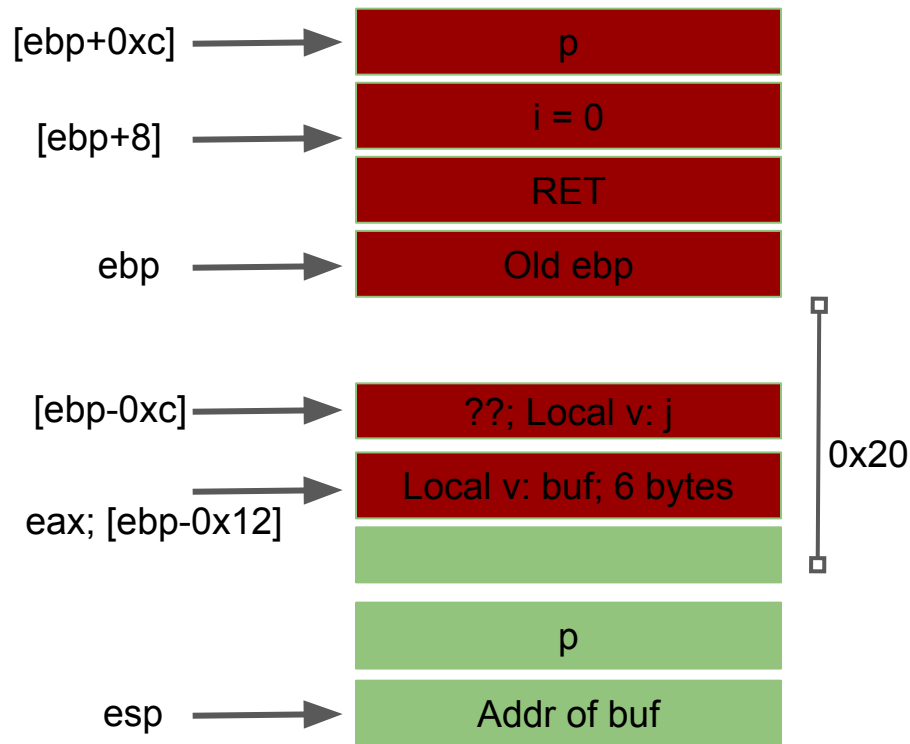 [ebp+0xc]
p
[ebp+8]
i = 0
RET
ebp
Old ebp
[ebp-0xc]
??; Local v: j
0x20
Local v: buf; 6 bytes
eax; [ebp-0x12]
p
esp
Addr of buf